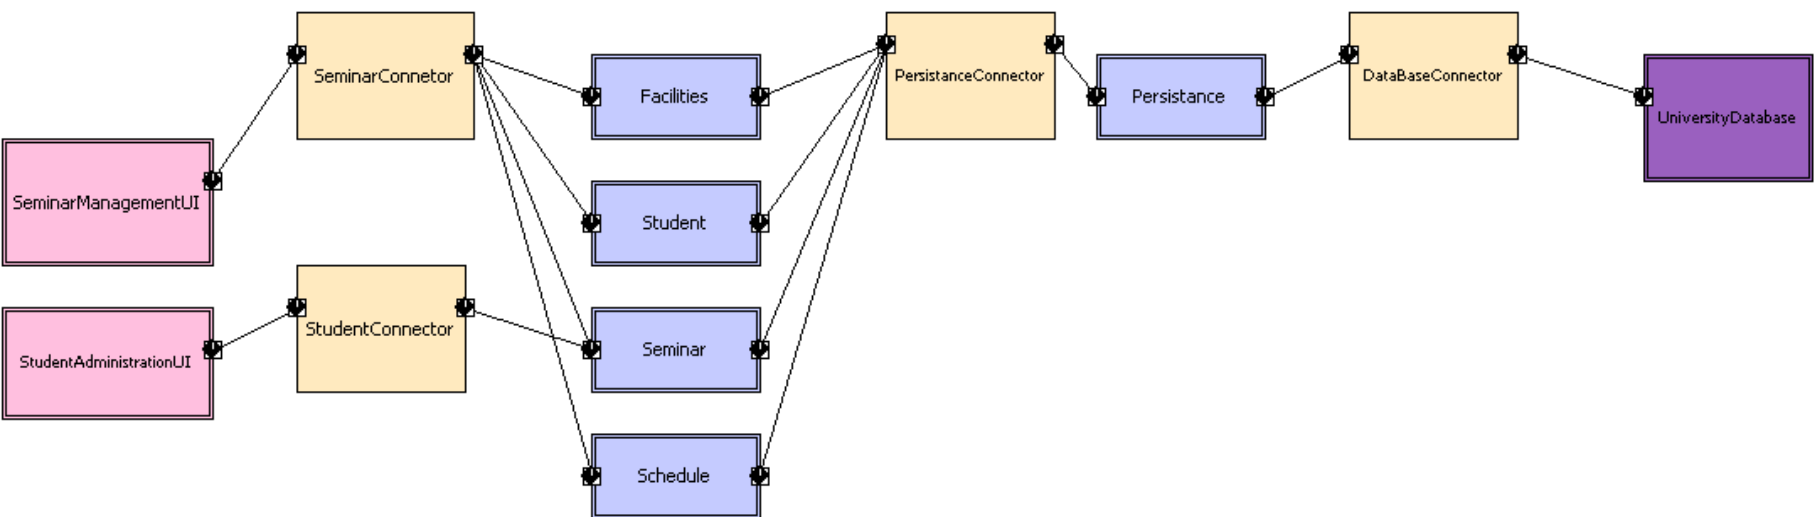 SeminarConnetor
Facilities
PersistanceConnector
Persistance
DataBaseConnector
UniversityDatabase
SeminarManagementUI
Student
StudentConnector
Seminar
StudentAdministrationUI
Schedule